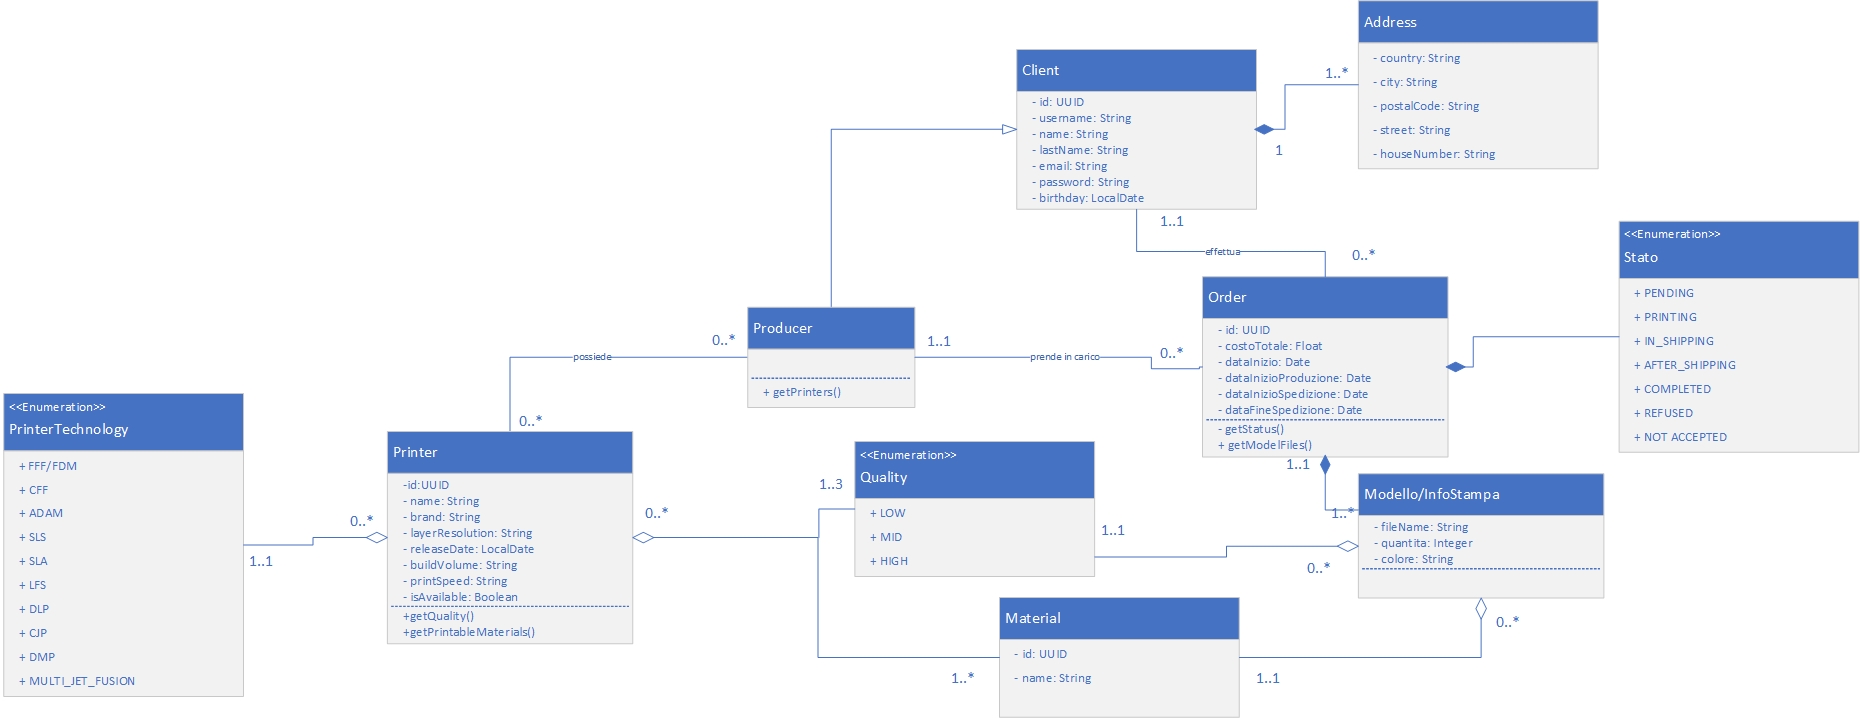 Address
- country: String
- city: String
- postalCode: String
- street: String
- houseNumber: String
1..*
Client
- id: UUID
- username: String
- name: String
- lastName: String
- email: String
- password: String
- birthday: LocalDate
1
1..1
effettua
0..*
<<Enumeration>>
Stato
+ PENDING
+ PRINTING
+ IN_SHIPPING
+ AFTER_SHIPPING
+ COMPLETED
+ REFUSED
+ NOT ACCEPTED
Order
- id: UUID
- costoTotale: Float
- dataInizio: Date
- dataInizioProduzione: Date
- dataInizioSpedizione: Date
- dataFineSpedizione: Date
- getStatus()
+ getModelFiles()
Producer
+ getPrinters()
0..*
possiede
0..*
1..1
prende in carico
0..*
<<Enumeration>>
PrinterTechnology
+ FFF/FDM
+ CFF
+ ADAM
+ SLS
+ SLA
+ LFS
+ DLP
+ CJP
+ DMP
+ MULTI_JET_FUSION
1..1
0..*
Printer
-id:UUID
- name: String
- brand: String
- layerResolution: String
- releaseDate: LocalDate
- buildVolume: String
- printSpeed: String
- isAvailable: Boolean
+getQuality()
+getPrintableMaterials()
0..*
1..3
<<Enumeration>>
Quality
+ LOW
+ MID
+ HIGH
1..1
0..*
1..1
1..*
Modello/InfoStampa
- fileName: String
- quantita: Integer
- colore: String
0..*
Material
- id: UUID
- name: String
1..*
1..1